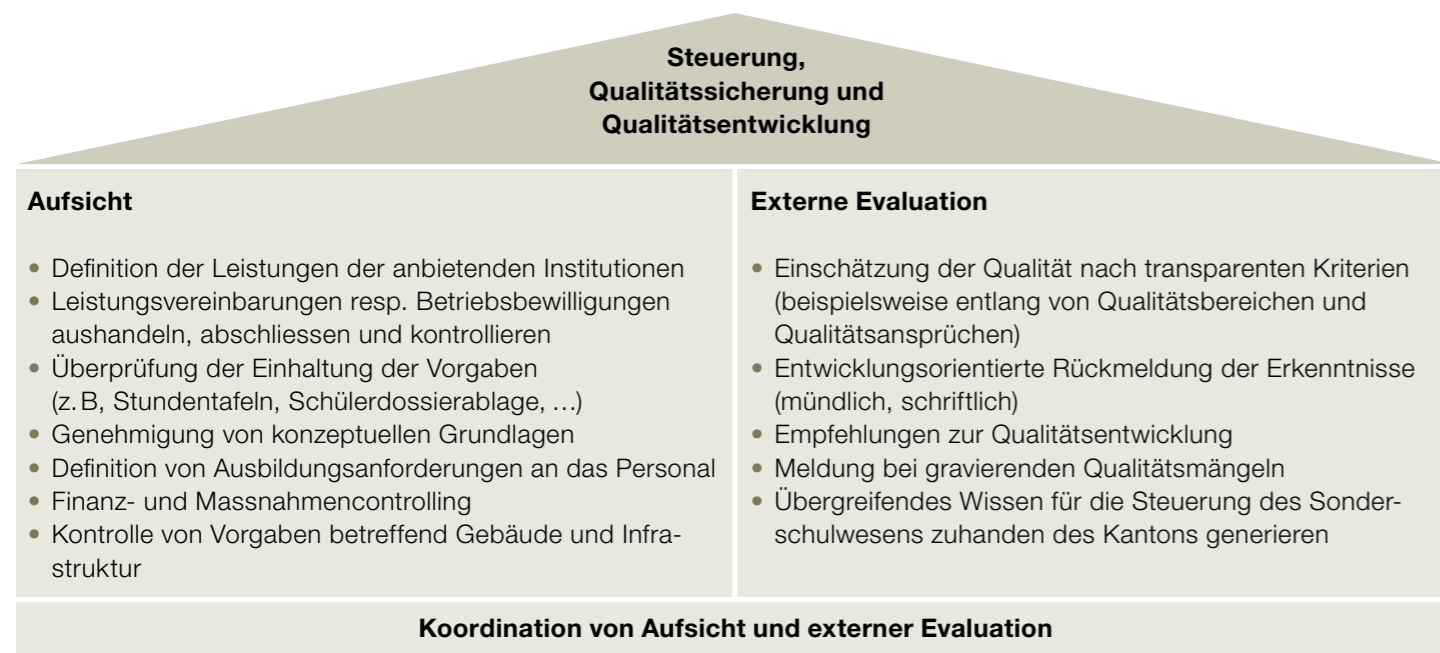 Steuerung,
Qualitätssicherung und
Qualitätsentwicklung
Aufsicht
• Definition der Leistungen der anbietenden Institutionen
• Leistungsvereinbarungen resp. Betriebsbewilligungen
aushandeln, abschliessen und kontrollieren
• Überprüfung der Einhaltung der Vorgaben
(z. B, Stundentafeln, Schülerdossierablage, …)
• Genehmigung von konzeptuellen Grundlagen
• Definition von Ausbildungsanforderungen an das Personal
• Finanz- und Massnahmencontrolling
• Kontrolle von Vorgaben betreffend Gebäude und Infra-
struktur
Externe Evaluation
• Einschätzung der Qualität nach transparenten Kriterien
(beispielsweise entlang von Qualitätsbereichen und
Qualitätsansprüchen)
• Entwicklungsorientierte Rückmeldung der Erkenntnisse
(mündlich, schriftlich)
• Empfehlungen zur Qualitätsentwicklung
• Meldung bei gravierenden Qualitätsmängeln
• Übergreifendes Wissen für die Steuerung des Sonder-
schulwesens zuhanden des Kantons generieren
Koordination von Aufsicht und externer Evaluation